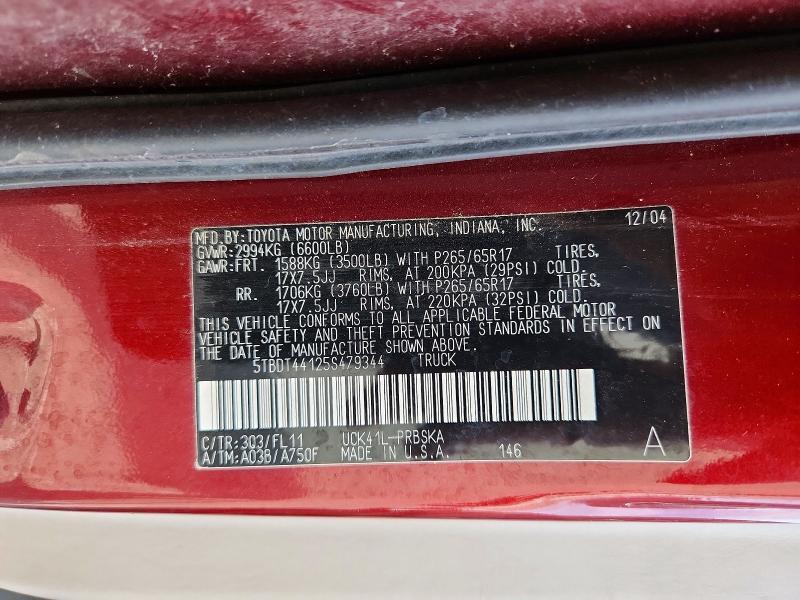 MFD.BY:TOYOTA MOTOR MANUFACTURING, INDIANA, INC. 12/04
GVWR:2994KG (6600LB)
GAWR:FRT. 1588KG (3500LB) WITH P265/65R17 TIRES,
17X7.5JJ RIMS, AT 200KPA (29PSI) COLD.
RR. 1706KG (3760LB) WITH P265/65R17 TIRES,
17X7.5JJ RIMS, AT 220KPA (32PSI) COLD.
THIS VEHICLE CONFORMS TO ALL APPLICABLE FEDERAL MOTOR
VEHICLE SAFETY AND THEFT PREVENTION STANDARDS IN EFFECT ON
THE DATE OF MANUFACTURE SHOWN ABOVE.
5TBDT44125S479344 TRUCK
C/TR:303/FL11 UCK41L-PRBSKA
A/TM:A03B/A750F MADE IN U.S.A. 146 A